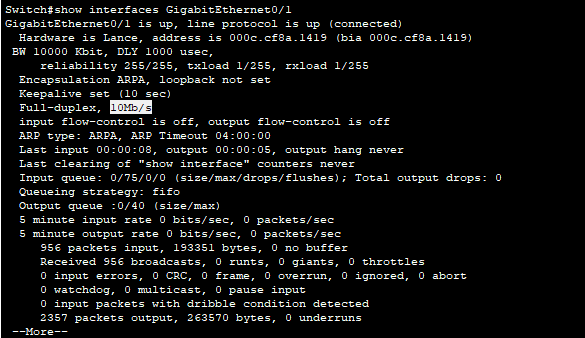 Switch#show interfaces GigabitEthernet0/1
GigabitEthernet0/1 is up, line protocol is up (connected)
Hardware is Lance, address is 000c.cf8a.1419 (bia 000c.cf8a.1419)
BW 10000 Kbit, DLY 1000 usec,
reliability 255/255, txload 1/255, rxload 1/255
Encapsulation ARPA, loopback not set
Keepalive set (10 sec)
Full-duplex, 10Mb/s
input flow-control is off, output flow-control is off
ARP type: ARPA, ARP Timeout 04:00:00
Last input 00:00:08, output 00:00:05, output hang never
Last clearing of "show interface" counters never
Input queue: 0/75/0/0 (size/max/drops/flushes); Total output drops: 0
Queueing strategy: fifo
Output queue :0/40 (size/max)
5 minute input rate 0 bits/sec, 0 packets/sec
5 minute output rate 0 bits/sec, 0 packets/sec
956 packets input, 193351 bytes, 0 no buffer
Received 956 broadcasts, 0 runts, 0 giants, 0 throttles
0 input errors, 0 CRC, 0 frame, 0 overrun, 0 ignored, 0 abort
0 watchdog, 0 multicast, 0 pause input
0 input packets with dribble condition detected
2357 packets output, 263570 bytes, 0 underruns
--More--